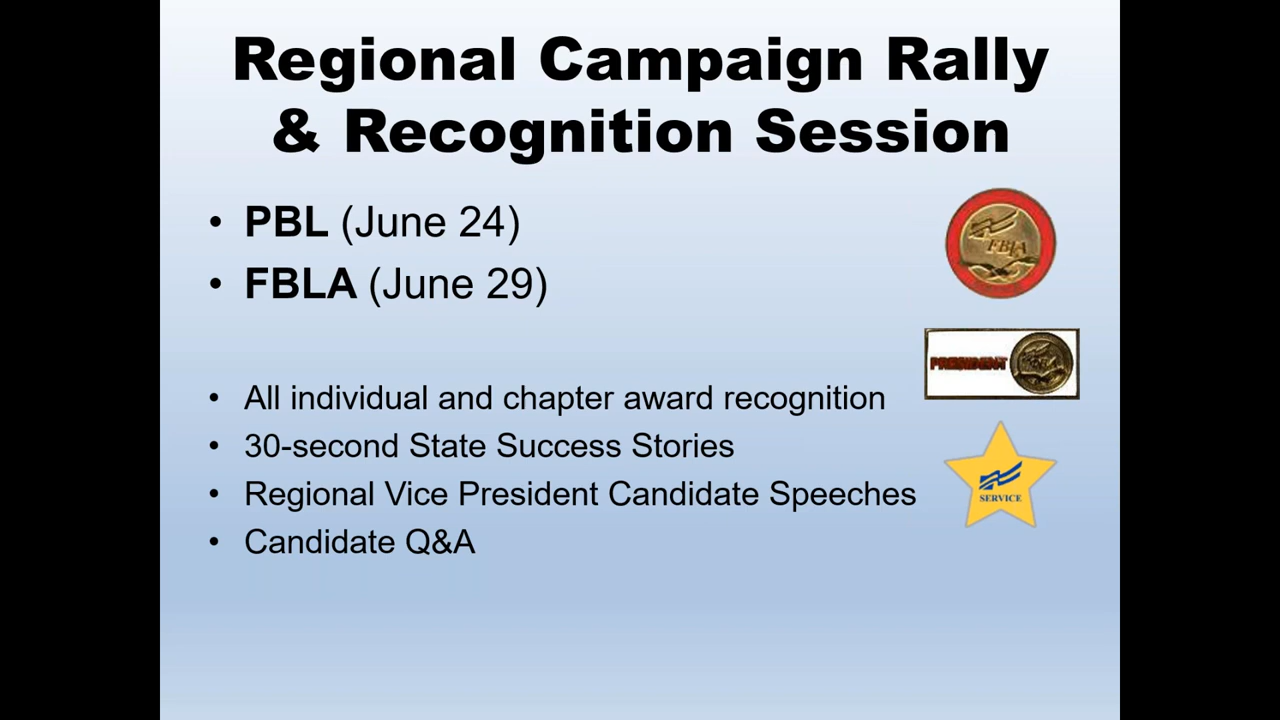 Regional Campaign Rally
& Recognition Session
• PBL (June 24)
• FBLA (June 29)
FBLA
PRESIDENT
• All individual and chapter award recognition
• 30-second State Success Stories
• Regional Vice President Candidate Speeches
• Candidate Q&A
SERVICE